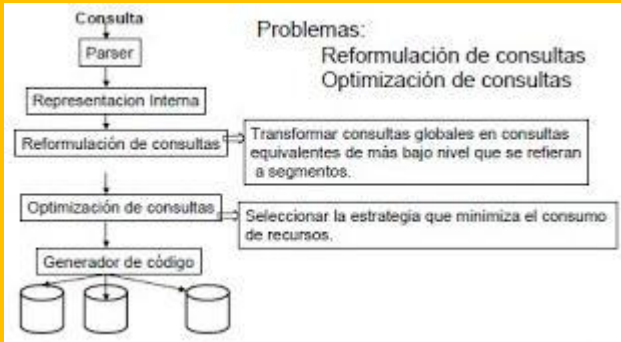 Consulta
Problemas:
Reformulación de consultas
Optimización de consultas
Parser
Representacion Interna
Reformulación de consultas
Transformar consultas globales en consultas
equivalentes de más bajo nivel que se refieran
a segmentos.
Optimización de consultas
Seleccionar la estrategia que minimiza el consumo
de recursos.
Generador de código